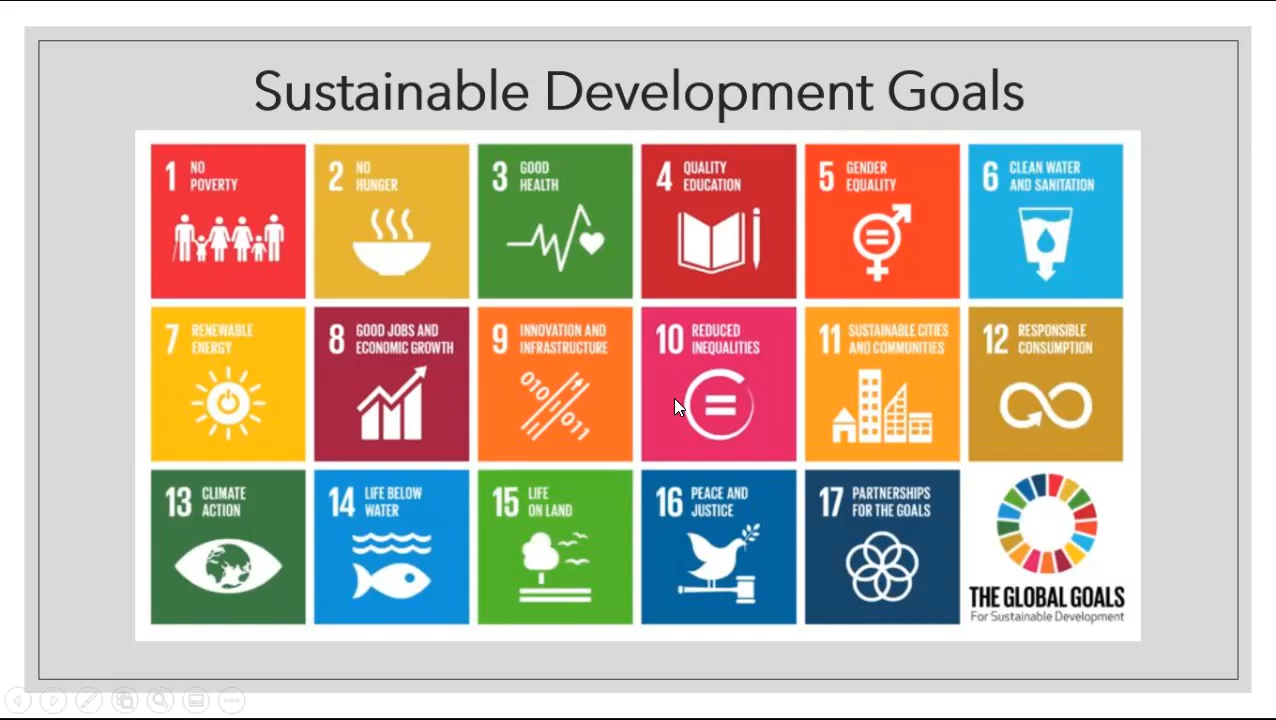 Sustainable Development Goals
1 NO
POVERTY
2 NO
HUNGER
3 GOOD
HEALTH
4 QUALITY
EDUCATION
5 GENDER
EQUALITY
6 CLEAN WATER
AND SANITATION
7 RENEWABLE
ENERGY
8 GOOD JOBS AND
ECONOMIC GROWTH
9 INNOVATION AND
INFRASTRUCTURE
010
011
10 REDUCED
INEQUALITIES
11 SUSTAINABLE CITIES
AND COMMUNITIES
12 RESPONSIBLE
CONSUMPTION
13 CLIMATE
ACTION
14 LIFE BELOW
WATER
15 LIFE
ON LAND
16 PEACE AND
JUSTICE
17 PARTNERSHIPS
FOR THE GOALS
THE GLOBAL GOALS
For Sustainable Development